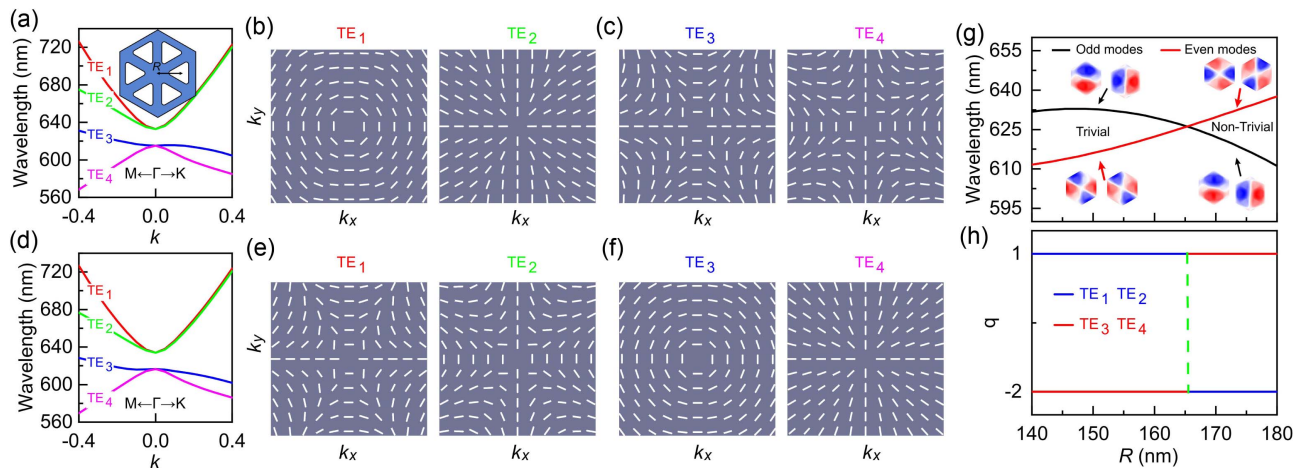 (a)
Wavelength (nm)
720
680
640
600
560
R
TE1
TE2
TE3
TE4
M←Γ→K
-0.4 0.0 0.4
k
(b)
TE1 TE2
ky
kx kx
(c)
TE3 TE4
kx kx
(d)
Wavelength (nm)
720
680
640
600
560
TE1
TE2
TE3
TE4
M←Γ→K
-0.4 0.0 0.4
k
(e)
TE1 TE2
ky
kx kx
(f)
TE3 TE4
kx kx
(g)
Wavelength (nm)
655
640
625
610
595
Odd modes Even modes
Trivial Non-Trivial
(h)
q
1
-2
TE1 TE2
TE3 TE4
140 150 160 170 180
R (nm)